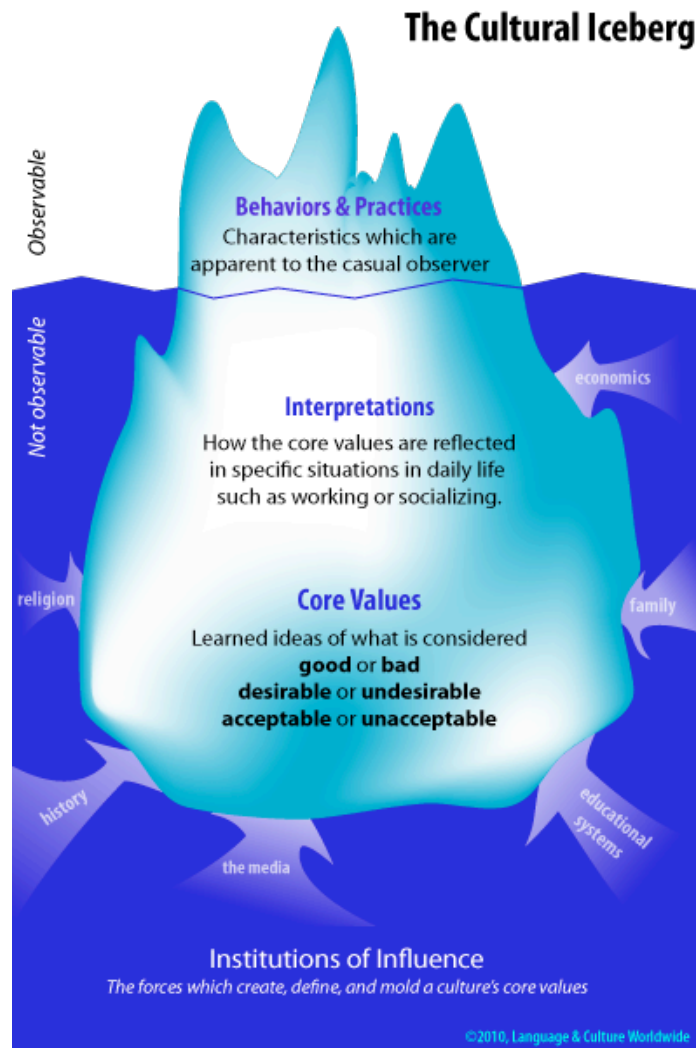 The Cultural Iceberg
Observable
Behaviors & Practices
Characteristics which are
apparent to the casual observer
Not observable
economics
Interpretations
How the core values are reflected
in specific situations in daily life
such as working or socializing.
religion
family
Core Values
Learned ideas of what is considered
good or bad
desirable or undesirable
acceptable or unacceptable
history
educational
systems
the media
Institutions of Influence
The forces which create, define, and mold a culture's core values
©2010, Language & Culture Worldwide